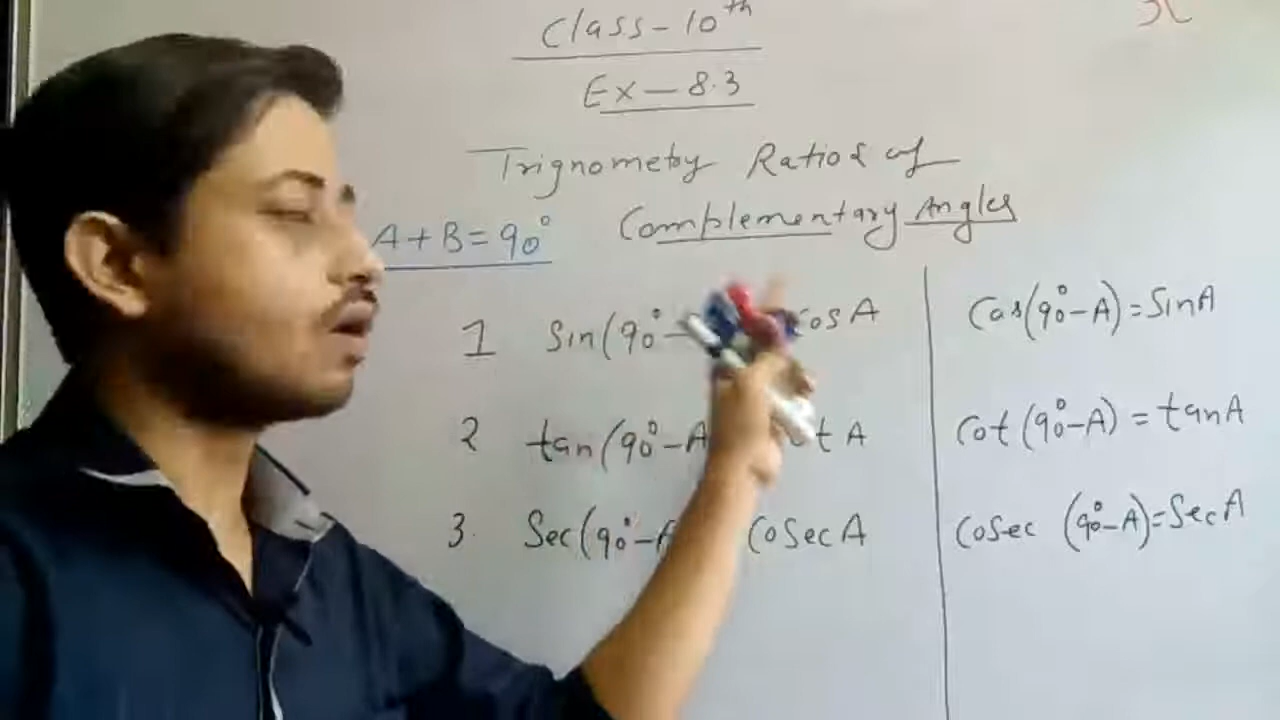 Class-10th
Ex-8.3
Trignometry Ratios of
Complementary Angles
A+B=90°
1 Sin(90°- cosA
2 tan(90°-A t A
3. Sec(90°-A CosecA
Cos(90°-A)=SinA
Cot(90°-A)=tanA
Cosec (90°-A)=SecA